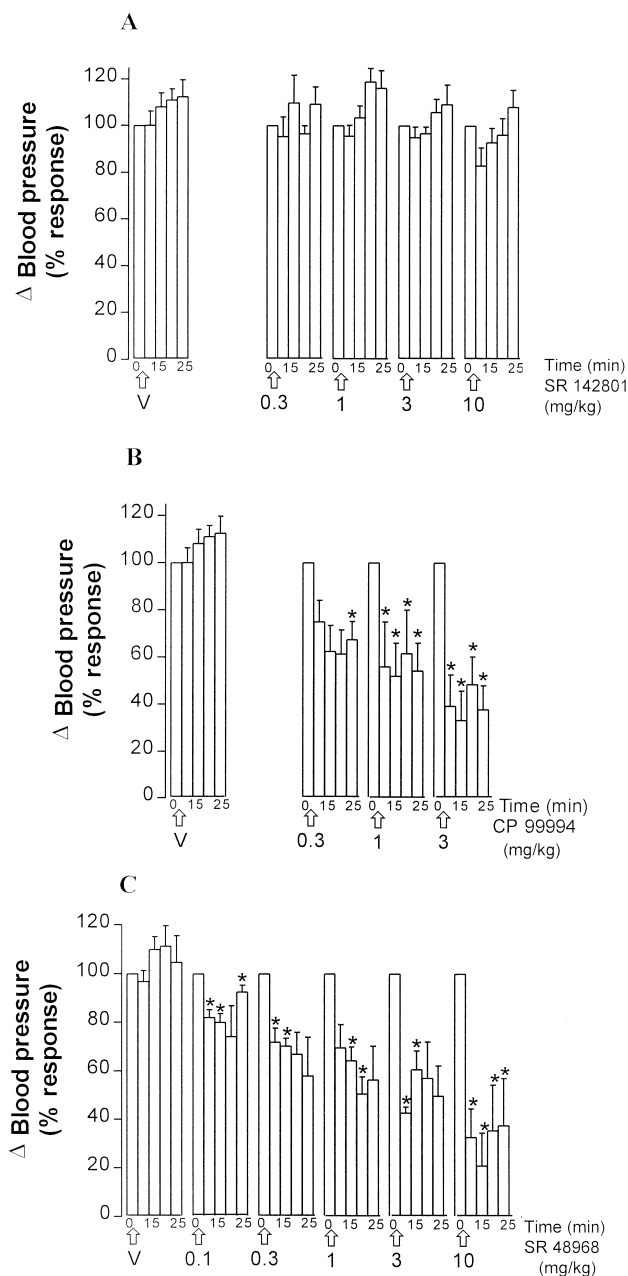 A
Δ Blood pressure
(% response)
120
100
80
60
40
20
0
0 15 25 0 15 25 0 15 25 0 15 25 0 15 25 Time (min)
V 0.3 1 3 10 SR 142801
(mg/kg)
B
Δ Blood pressure
(% response)
120
100
80
60
40
20
0
* * * * * * * * *
0 15 25 0 15 25 0 15 25 0 15 25 Time (min)
V 0.3 1 3 CP 99994
(mg/kg)
C
Δ Blood pressure
(% response)
120
100
80
60
40
20
0
* * * * * * * * * * * * *
0 15 25 0 15 25 0 15 25 0 15 25 0 15 25 0 15 25 Time (min)
V 0.1 0.3 1 3 10 SR 48968
(mg/kg)